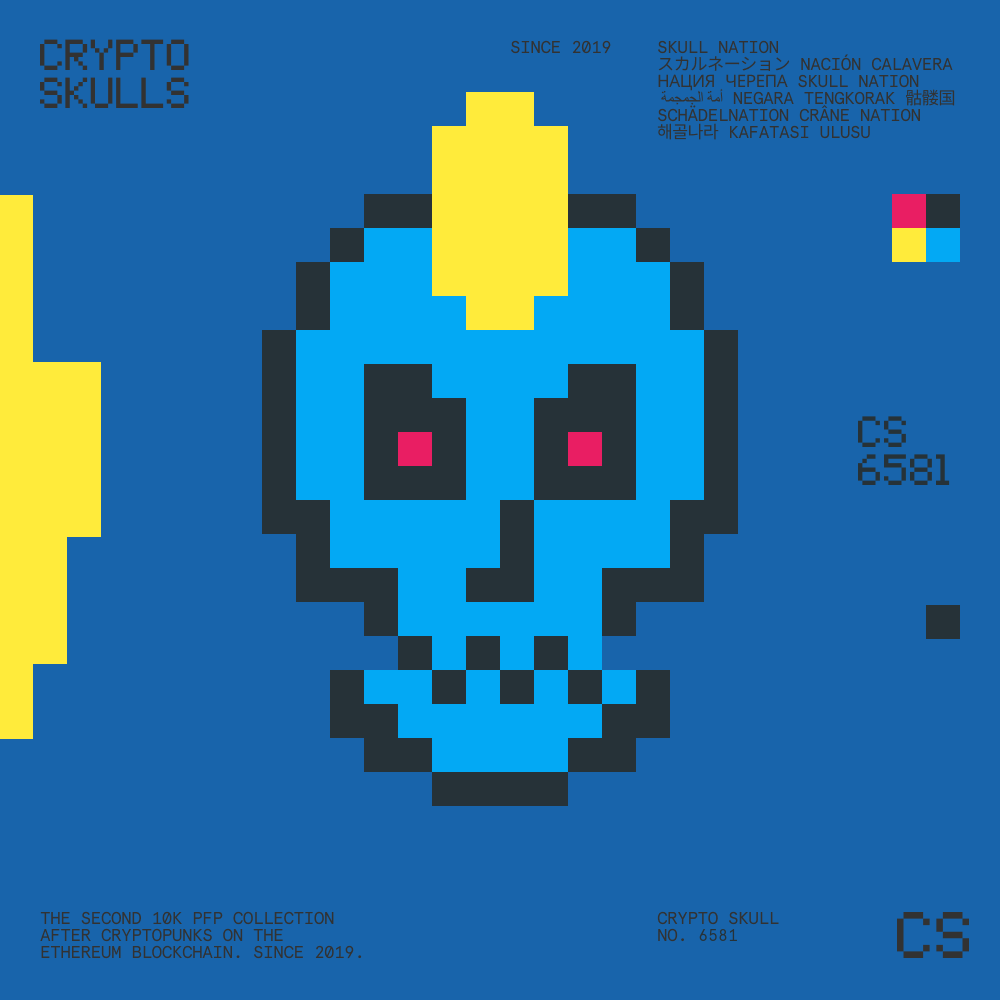 CRYPTO
SKULLS
SINCE 2019
SKULL NATION
スカルネーション NACIÓN CALAVERA
НАЦИЯ ЧЕРЕПА SKULL NATION
أمة الجمجمة NEGARA TENGKORAK 骷髅国
SCHÄDELNATION CRÂNE NATION
해골나라 KAFATASI ULUSU
CS
6581
THE SECOND 10K PFP COLLECTION
AFTER CRYPTOPUNKS ON THE
ETHEREUM BLOCKCHAIN. SINCE 2019.
CRYPTO SKULL
NO. 6581
CS